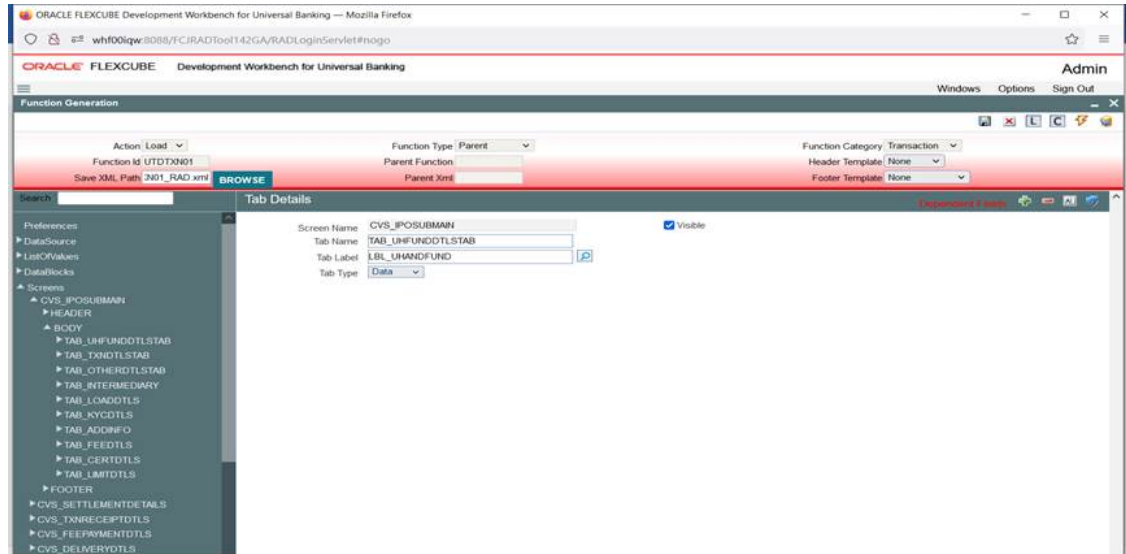 ORACLE FLEXCUBE Development Workbench for Universal Banking — Mozilla Firefox
whf00iqw:8088/FCJRADTool142GA/RADLoginServlet#nogo
ORACLE FLEXCUBE Development Workbench for Universal Banking Admin
Windows Options Sign Out
Function Generation
L C
Action Load Function Type Parent Function Category Transaction
Function Id UTDTXN01 Parent Function Header Template None
Save XML Path 3N01_RAD.xml BROWSE Parent Xml Footer Template None
Search Tab Details Dependent Fields
Preferences
DataSource
ListOfValues
DataBlocks
Screens
CVS_IPOSUBMAIN
HEADER
BODY
TAB_UHFUNDDTLSTAB
TAB_TXNDTLSTAB
TAB_OTHERDTLSTAB
TAB_INTERMEDIARY
TAB_LOADDTLS
TAB_KYCDTLS
TAB_ADDINFO
TAB_FEEDTLS
TAB_CERTDTLS
TAB_LIMITDTLS
FOOTER
CVS_SETTLEMENTDETAILS
CVS_TXNRECEIPTDTLS
CVS_FEEPAYMENTDTLS
CVS_DELIVERYDTLS
Screen Name CVS_IPOSUBMAIN Visible
Tab Name TAB_UHFUNDDTLSTAB
Tab Label LBL_UHANDFUND
Tab Type Data